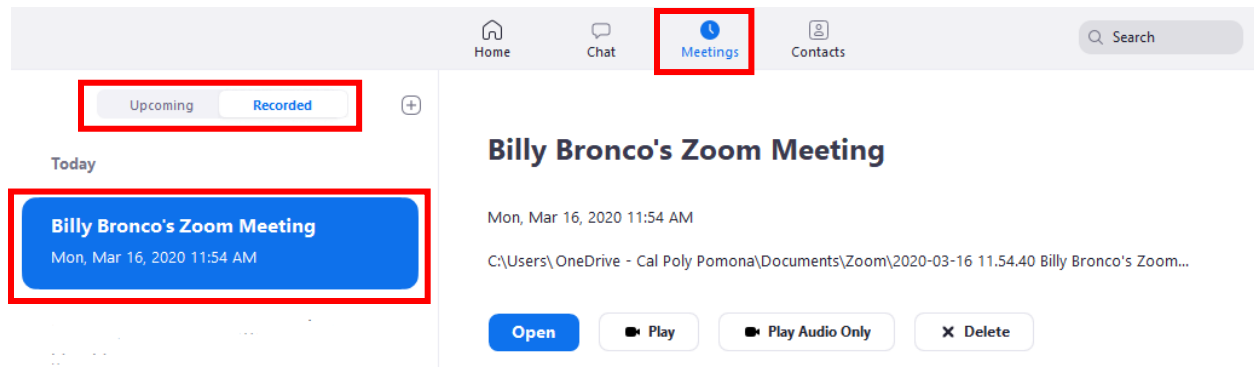 Home Chat Meetings Contacts Search
Upcoming Recorded
Today
Billy Bronco's Zoom Meeting
Mon, Mar 16, 2020 11:54 AM
Billy Bronco's Zoom Meeting
Mon, Mar 16, 2020 11:54 AM
C:\Users\ OneDrive - Cal Poly Pomona\Documents\Zoom\2020-03-16 11.54.40 Billy Bronco's Zoom...
Open Play Play Audio Only Delete